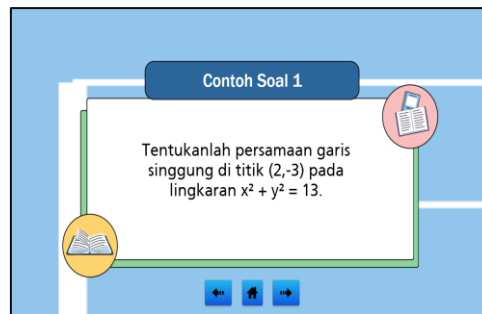 Contoh Soal 1
Tentukanlah persamaan garis
singgung di titik (2,-3) pada
lingkaran x² + y² = 13.